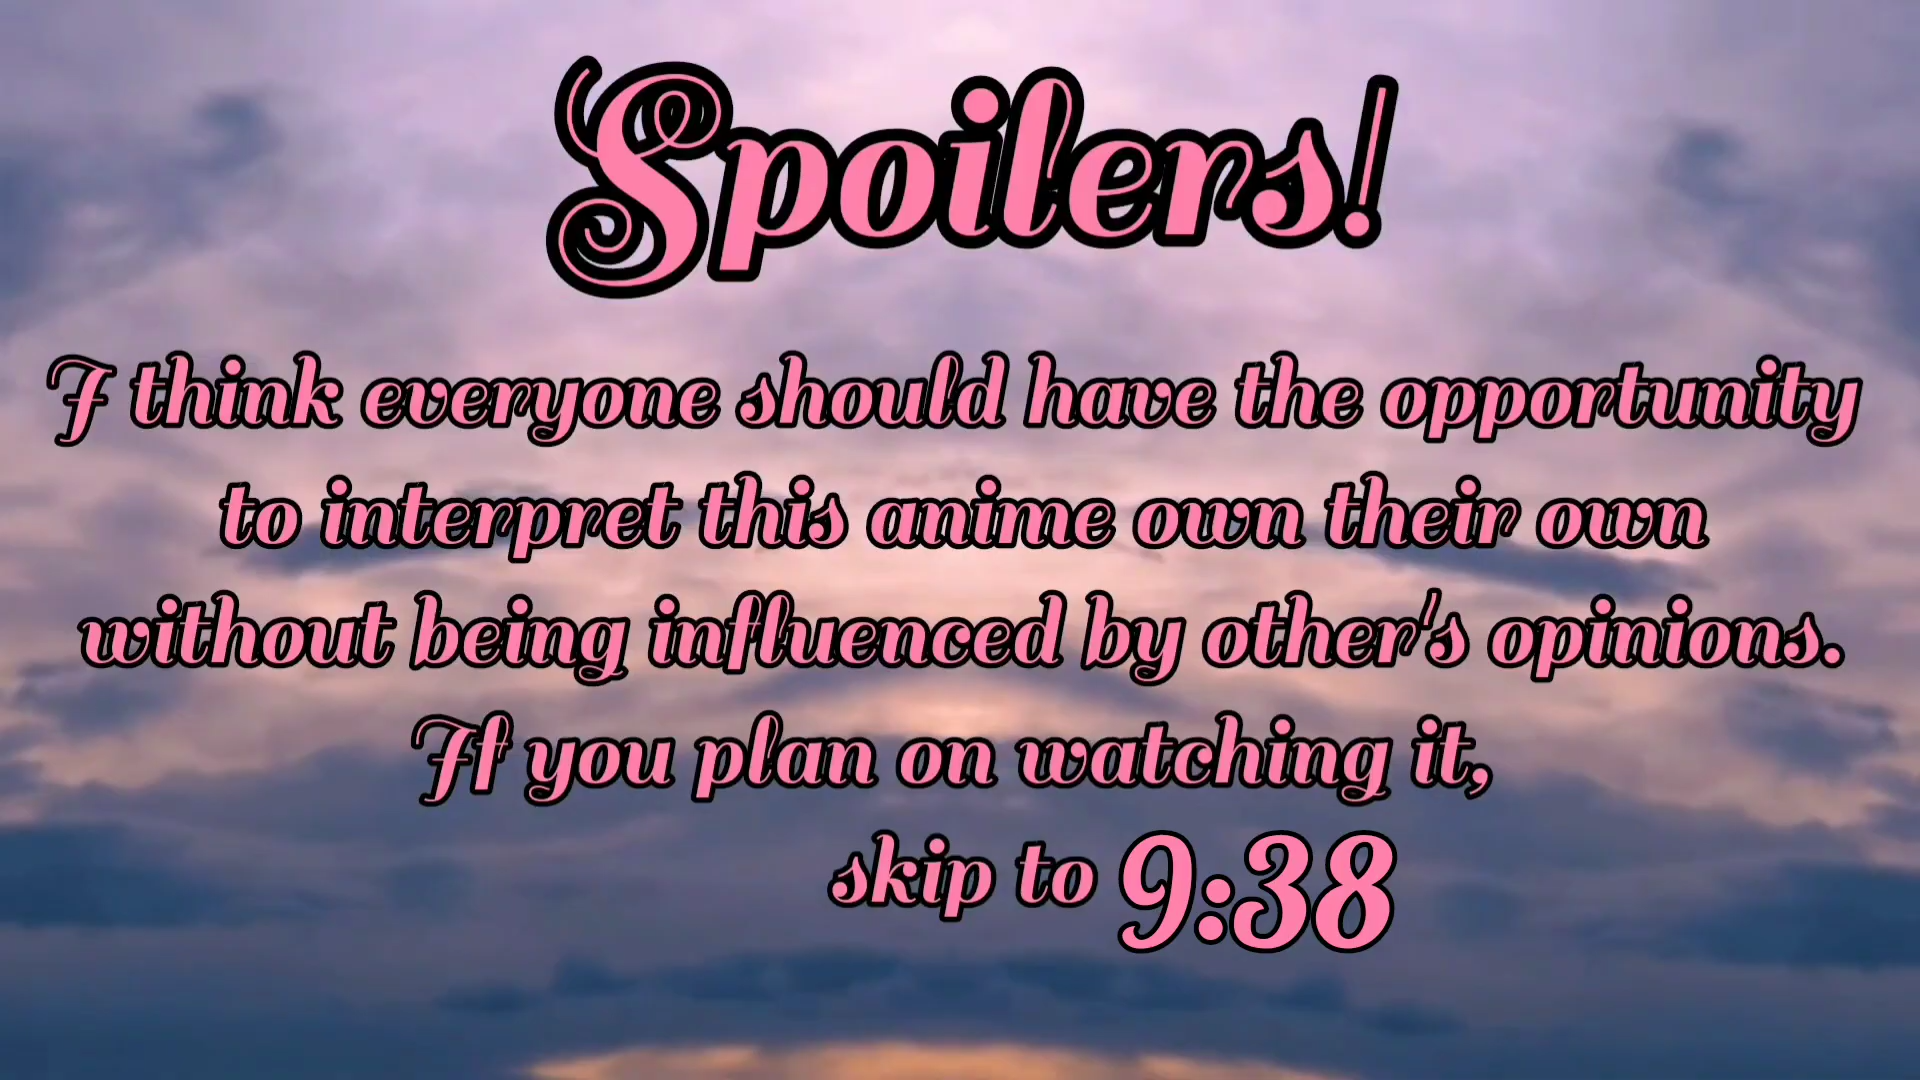 Spoilers!
I think everyone should have the opportunity
to interpret this anime own their own
without being influenced by other's opinions.
If you plan on watching it,
skip to 9:38